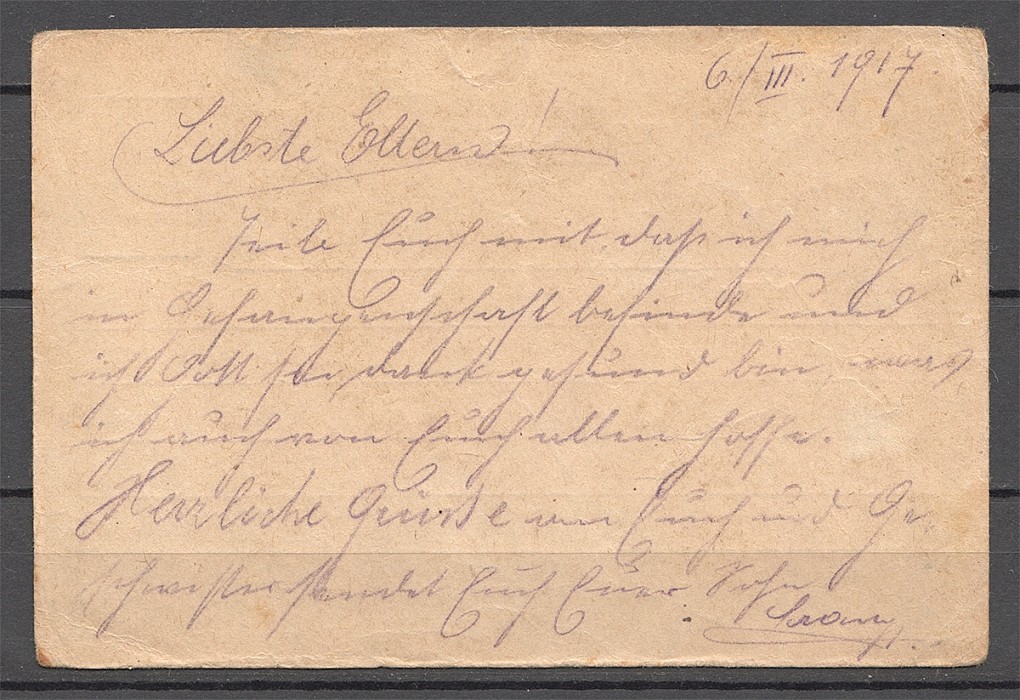 6./III. 1917
Liebste Eltern!
Teile Euch mit, daß ich mich
in Gefangenschaft befinde und
ich Gott sei dank gesund bin, was
ich auch von Euch allen hoffe.
Herzliche Grüße an Euch und Ge-
schwister sendet Euch Euer Sohn
Franz